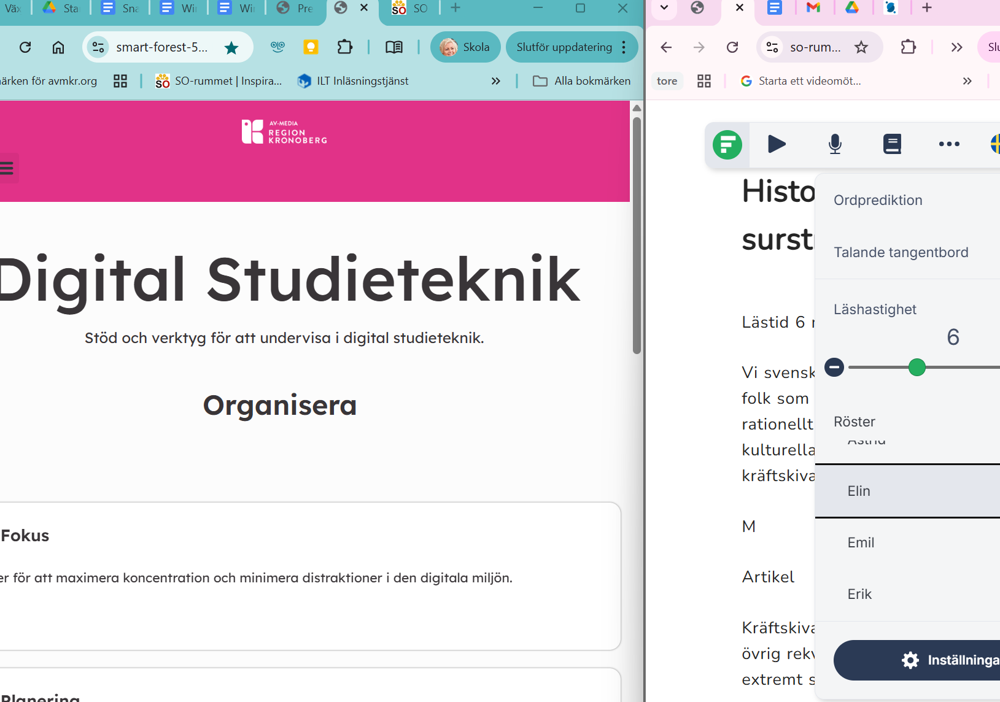 Väx
Sta
Sna
Wi
Wi
Pre
SO
SO
smart-forest-5...
Skola
Slutför uppdatering
ärken för avmkr.org
SO
SO-rummet | Inspira...
ILT Inläsningstjänst
Alla bokmärken
AV-MEDIA
REGION
KRONOBERG
Digital Studieteknik
Stöd och verktyg för att undervisa i digital studieteknik.
Organisera
Fokus
er för att maximera koncentration och minimera distraktioner i den digitala miljön.
Planering
so-rum...
Slu
tore
Starta ett videomöt...
Histo
surst
Lästid 6
Vi svensk
folk som
rationellt
kulturella
kräftskiva
M
Artikel
Kräftskiva
övrig rekv
extremt s
Ordprediktion
Talande tangentbord
Läshastighet
6
Röster
Astrid
Elin
Emil
Erik
Inställninga